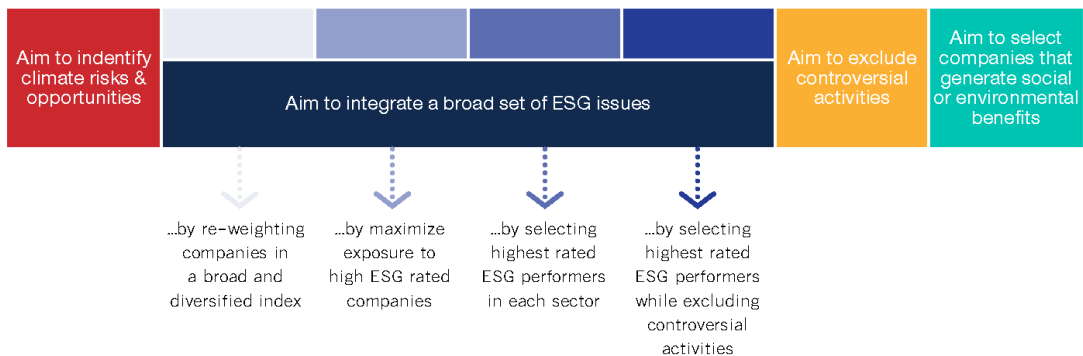 Aim to indentify
climate risks &
opportunities
Aim to integrate a broad set of ESG issues
Aim to exclude
controversial
activities
Aim to select
companies that
generate social
or environmental
benefits
...by re-weighting
companies in
a broad and
diversified index
...by maximize
exposure to
high ESG rated
companies
...by selecting
highest rated
ESG performers
in each sector
...by selecting
highest rated
ESG performers
while excluding
controversial
activities